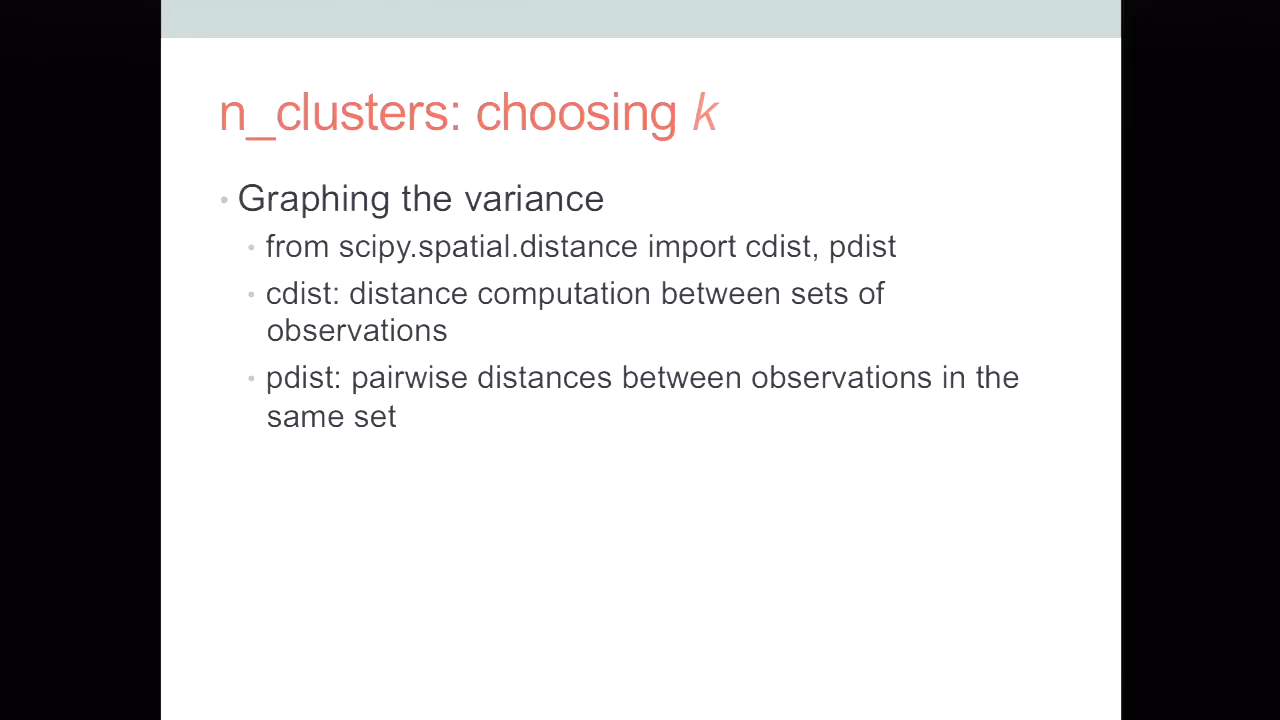 n_clusters: choosing k
• Graphing the variance
• from scipy.spatial.distance import cdist, pdist
• cdist: distance computation between sets of
observations
• pdist: pairwise distances between observations in the
same set